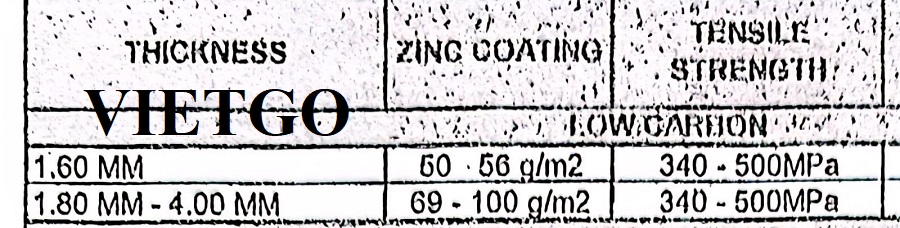 THICKNESS ZINC COATING TENSILE STRENGTH
VIETGO LOW CARBON
1.60 MM 50 - 56 g/m2 340 - 500MPa
1.80 MM - 4.00 MM 69 - 100 g/m2 340 - 500MPa